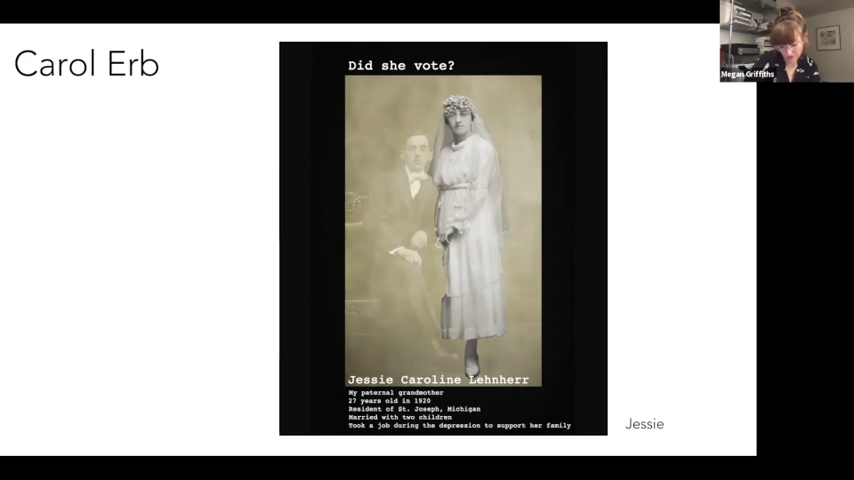 Carol Erb
Did she vote?
Jessie Caroline Lehnherr
My paternal grandmother
27 years old in 1920
Resident of St. Joseph, Michigan
Married with two children
Took a job during the depression to support her family
Jessie
Megan Griffiths